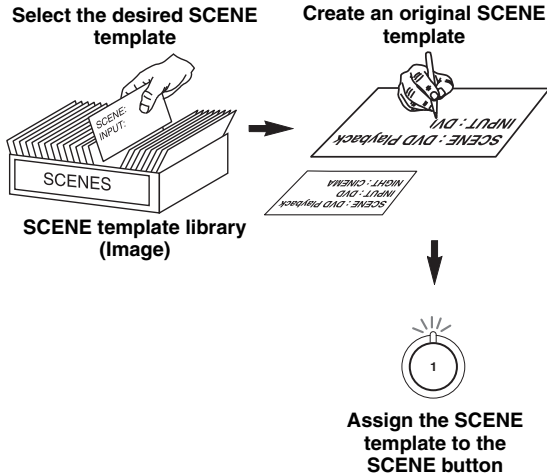 Select the desired SCENE
template
SCENE:
INPUT:
SCENES
SCENE template library
(Image)
Create an original SCENE
template
SCENE : DVD Playback
INPUT : DV
SCENE : DVD Playback
INPUT : DVD
NIGHT : CINEMA
1
Assign the SCENE
template to the
SCENE button